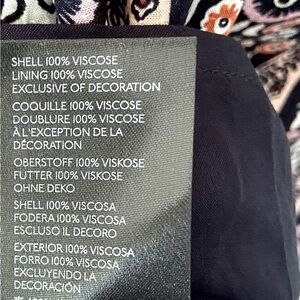 SHELL 100% VISCOSE
LINING 100% VISCOSE
EXCLUSIVE OF DECORATION
COQUILLE 100% VISCOSE
DOUBLURE 100% VISCOSE
À L'EXCEPTION DE LA
DÉCORATION
OBERSTOFF 100% VISKOSE
FUTTER 100% VISKOSE
OHNE DEKO
SHELL 100% VISCOSA
FODERA 100% VISCOSA
ESCLUSO IL DECORO
EXTERIOR 100% VISCOSA
FORRO 100% VISCOSA
EXCLUYENDO LA
DECORACIÓN